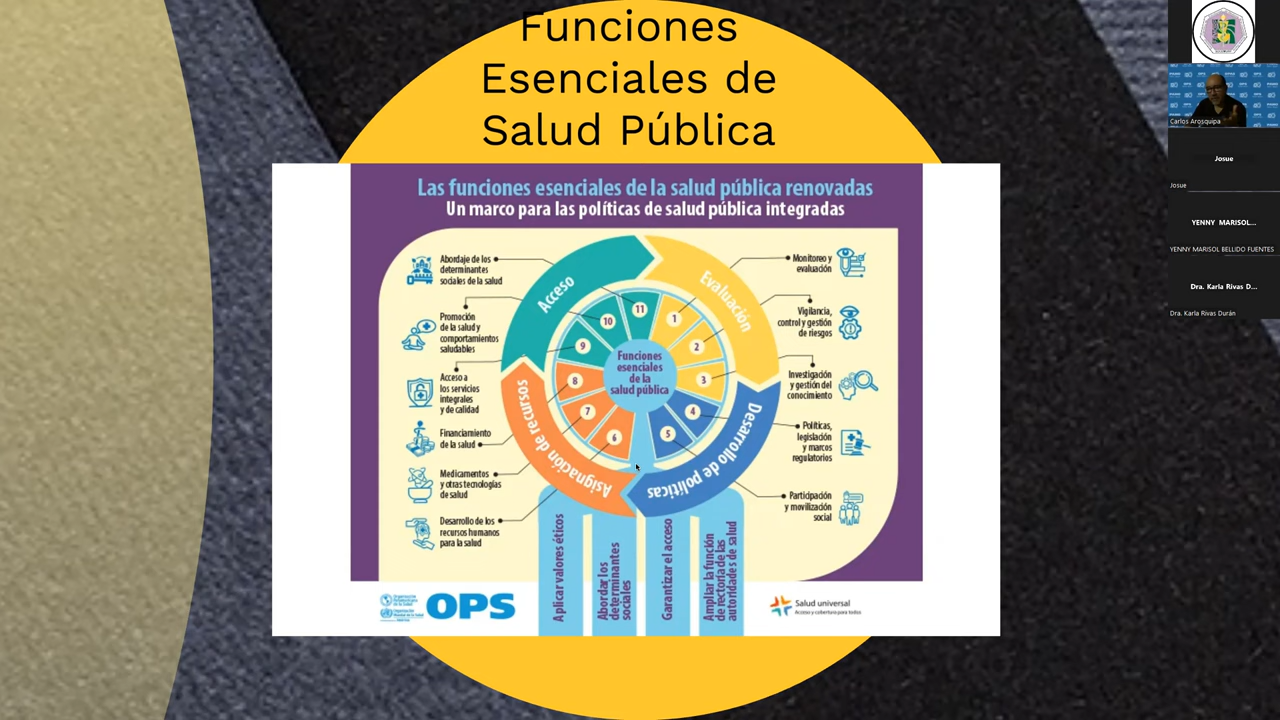 Funciones
Esenciales de
Salud Pública
Las funciones esenciales de la salud pública renovadas
Un marco para las políticas de salud pública integradas
Abordaje de los
determinantes
sociales de la salud
Promoción
de la salud y
comportamientos
saludables
Acceso a
los servicios
integrales
y de calidad
Financiamiento
de la salud
Medicamentos
y otras tecnologías
de salud
Desarrollo de los
recursos humanos
para la salud
Acceso
Evaluación
Desarrollo de políticas
Asignación de recursos
11
10
9
8
7
6
1
2
3
4
5
Funciones
esenciales
de la
salud pública
Monitoreo y
evaluación
Vigilancia,
control y gestión
de riesgos
Investigación
y gestión del
conocimiento
Políticas,
legislación
y marcos
regulatorios
Participación
y movilización
social
Aplicar valores éticos
Abordar los
determinantes
sociales
Garantizar el acceso
Ampliar la función
de rectoría de las
autoridades de salud
OPS
Salud universal
Acceso y cobertura para todos
Carlos Arosquipa
Josue
Josue
YENNY MARISOL...
YENNY MARISOL BELLIDO FUENTES
Dra. Karla Rivas D...
Dra. Karla Rivas Durán